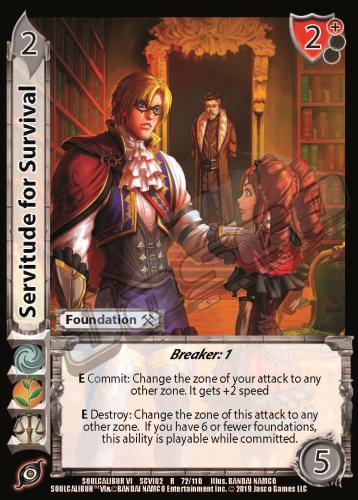 2
Servitude for Survival
2
+
Foundation
Breaker: 1
E Commit: Change the zone of your attack to any
other zone. It gets +2 speed
E Destroy: Change the zone of this attack to any
other zone. If you have 6 or fewer foundations,
this ability is playable while committed.
5
SOULCALIBUR VI SCVI02 R 72/110 Illus. BANDAI NAMCO
SOULCALIBUR™ VI&©BANDAI NAMCO Entertainment Inc. © 2019 Jasco Games LLC